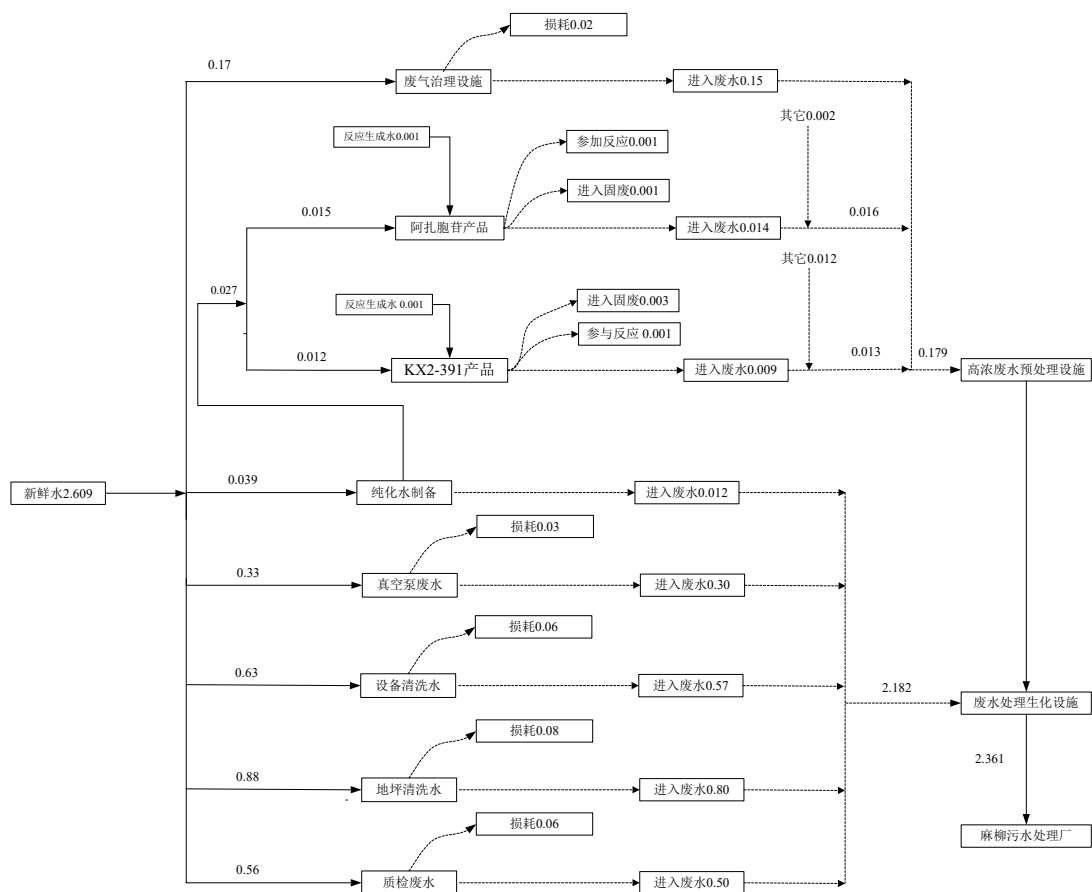 损耗0.02
0.17
废气治理设施
进入废水0.15
其它0.002
反应生成水0.001
参加反应0.001
进入固废0.001
0.015
阿扎胞苷产品
进入废水0.014
0.016
其它0.012
0.027
反应生成水 0.001
进入固废0.003
参与反应 0.001
0.012
KX2-391产品
进入废水0.009
0.013
0.179
高浓废水预处理设施
新鲜水2.609
0.039
纯化水制备
进入废水0.012
损耗0.03
0.33
真空泵废水
进入废水0.30
损耗0.06
0.63
设备清洗水
进入废水0.57
2.182
废水处理生化设施
损耗0.08
0.88
地坪清洗水
进入废水0.80
2.361
麻柳污水处理厂
损耗0.06
0.56
质检废水
进入废水0.50